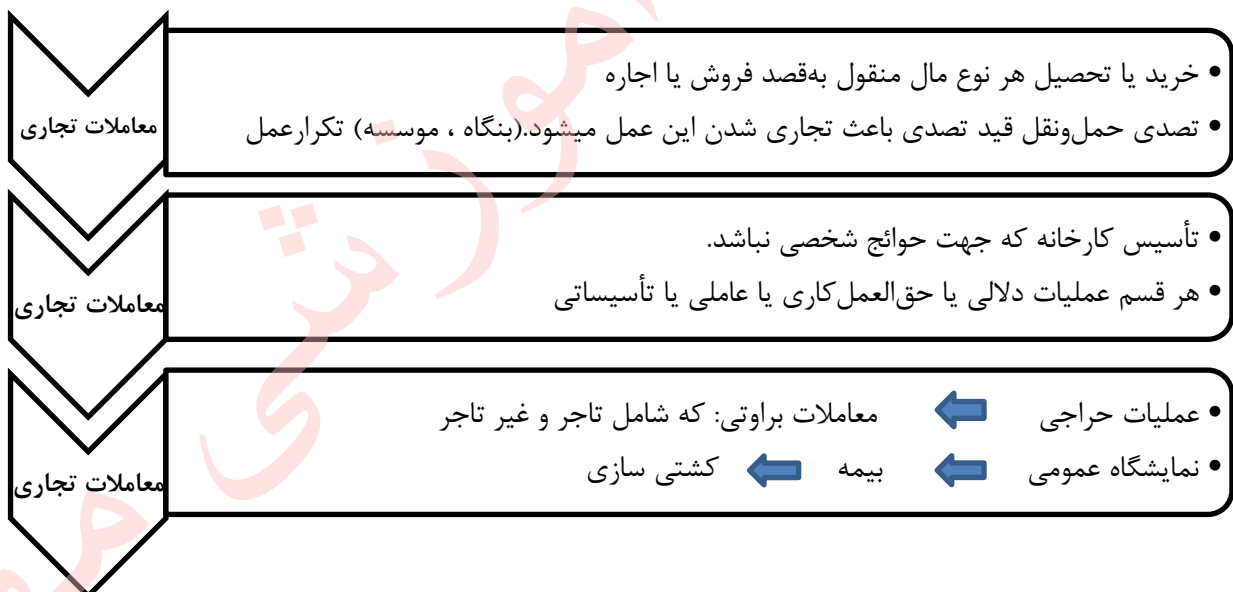 معاملات تجاری
• خرید یا تحصیل هر نوع مال منقول به‌قصد فروش یا اجاره
• تصدی حمل‌ونقل قید تصدی باعث تجاری شدن این عمل میشود.(بنگاه ، موسسه) تکرارعمل
معاملات تجاری
• تأسیس کارخانه که جهت حوائج شخصی نباشد.
• هر قسم عملیات دلالی یا حق‌العمل‌کاری یا عاملی یا تأسیساتی
معاملات تجاری
• عملیات حراجی معاملات براوتی: که شامل تاجر و غیر تاجر
• نمایشگاه عمومی بیمه کشتی سازی